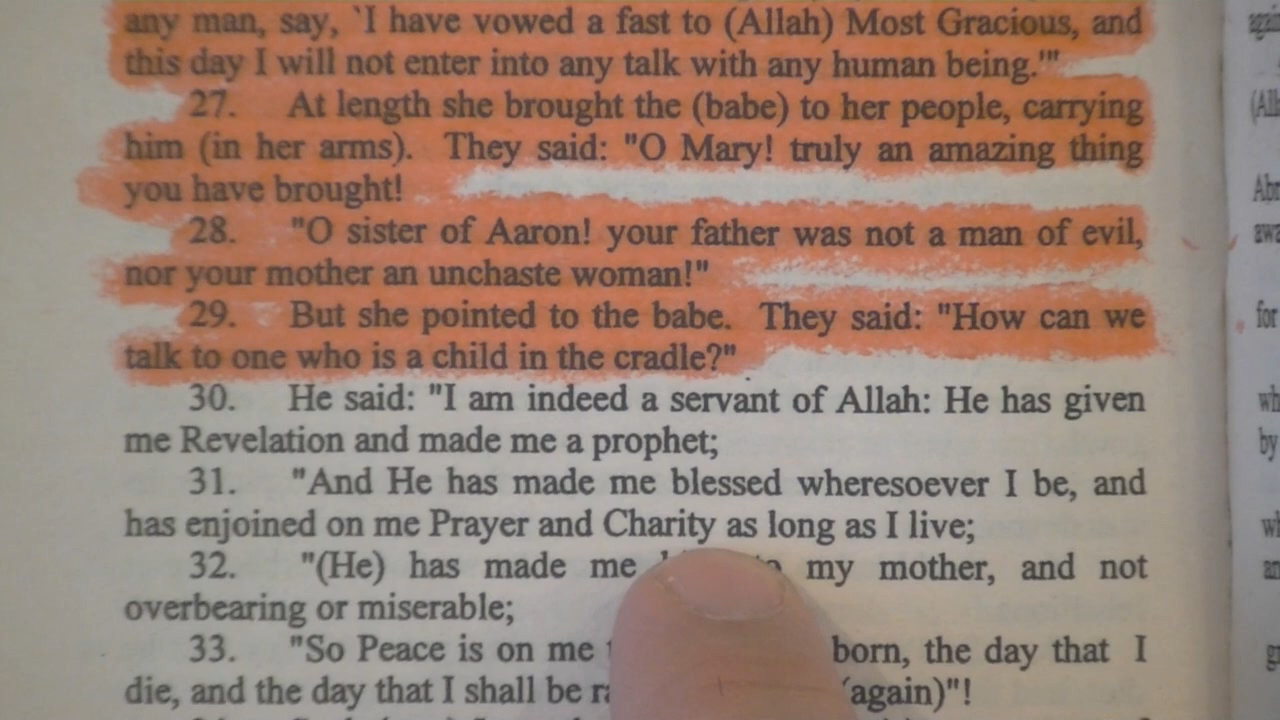 any man, say, `I have vowed a fast to (Allah) Most Gracious, and
this day I will not enter into any talk with any human being.'"
27. At length she brought the (babe) to her people, carrying
him (in her arms). They said: "O Mary! truly an amazing thing
you have brought!
28. "O sister of Aaron! your father was not a man of evil,
nor your mother an unchaste woman!"
29. But she pointed to the babe. They said: "How can we
talk to one who is a child in the cradle?"
30. He said: "I am indeed a servant of Allah: He has given
me Revelation and made me a prophet;
31. "And He has made me blessed wheresoever I be, and
has enjoined on me Prayer and Charity as long as I live;
32. "(He) has made me my mother, and not
overbearing or miserable;
33. "So Peace is on me born, the day that I
die, and the day that I shall be (again)"!
for
by